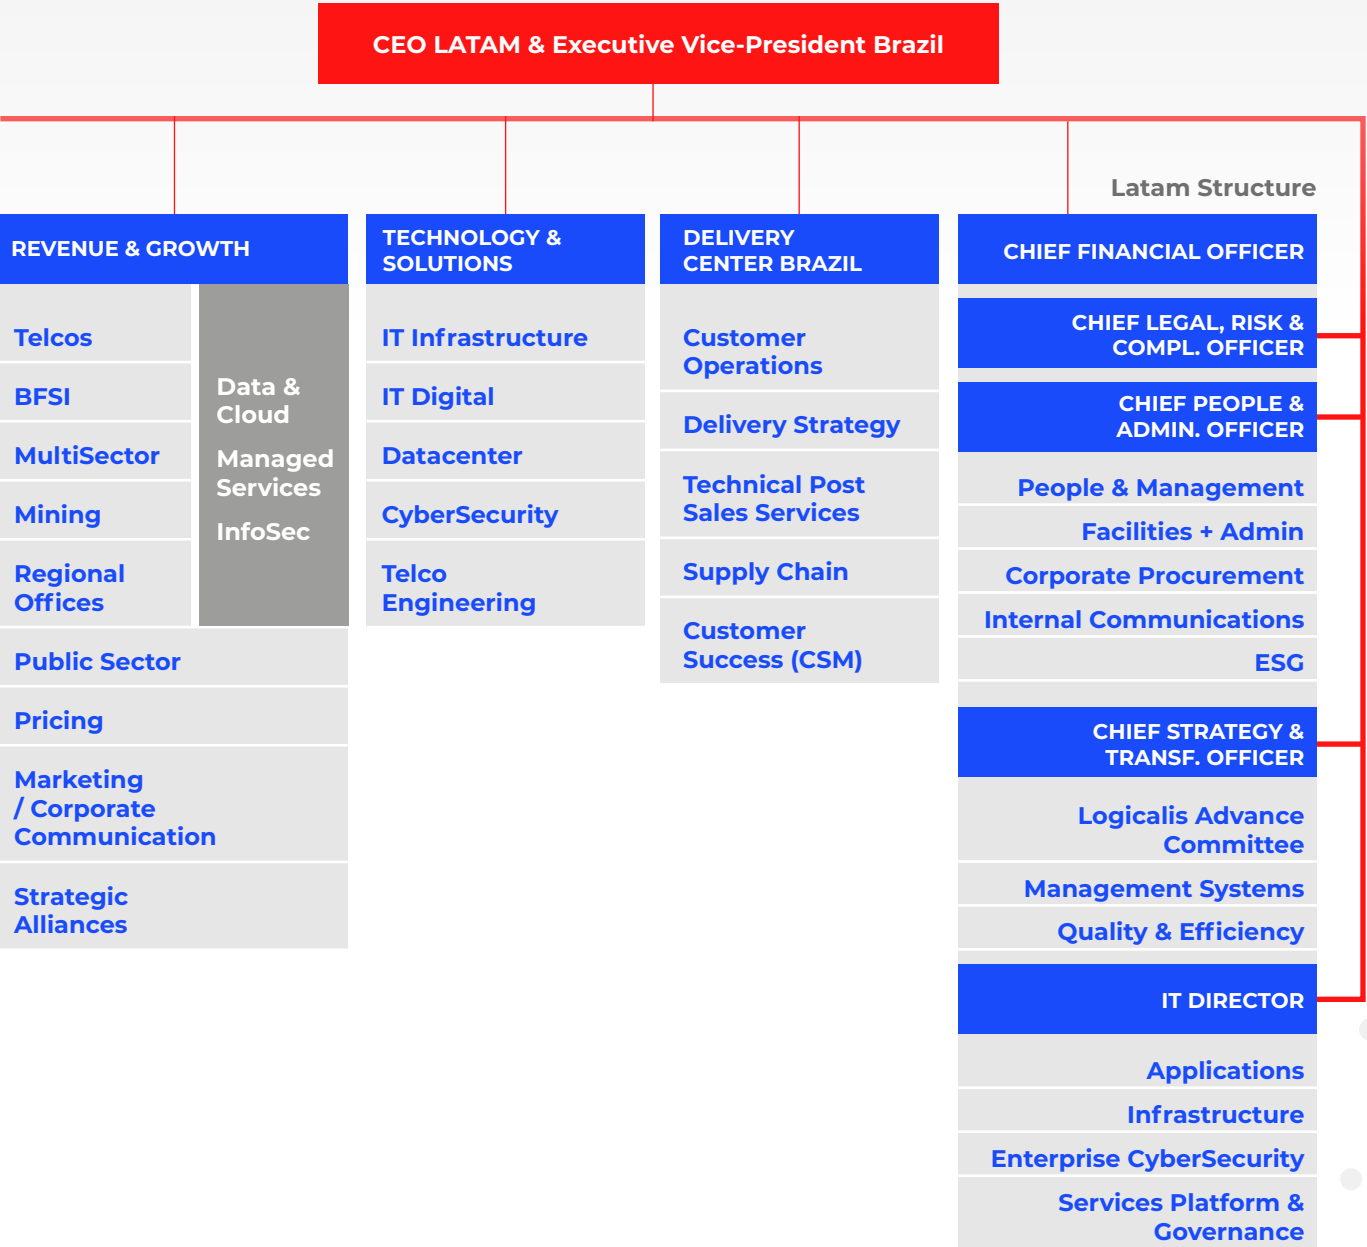 CEO LATAM & Executive Vice-President Brazil
Latam Structure
REVENUE & GROWTH
Telcos
BFSI
MultiSector
Mining
Regional
Offices
Data &
Cloud
Managed
Services
InfoSec
Public Sector
Pricing
Marketing
/ Corporate
Communication
Strategic
Alliances
TECHNOLOGY &
SOLUTIONS
IT Infrastructure
IT Digital
Datacenter
CyberSecurity
Telco
Engineering
DELIVERY
CENTER BRAZIL
Customer
Operations
Delivery Strategy
Technical Post
Sales Services
Supply Chain
Customer
Success (CSM)
CHIEF FINANCIAL OFFICER
CHIEF LEGAL, RISK &
COMPL. OFFICER
CHIEF PEOPLE &
ADMIN. OFFICER
People & Management
Facilities + Admin
Corporate Procurement
Internal Communications
ESG
CHIEF STRATEGY &
TRANSF. OFFICER
Logicalis Advance
Committee
Management Systems
Quality & Efficiency
IT DIRECTOR
Applications
Infrastructure
Enterprise CyberSecurity
Services Platform &
Governance